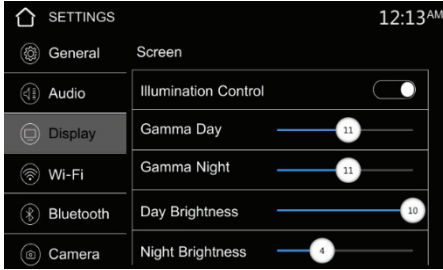 SETTINGS 12:13AM
General
Screen
Audio
Illumination Control
Display
Gamma Day 11
Gamma Night 11
Wi-Fi
Bluetooth
Day Brightness 10
Camera
Night Brightness 4